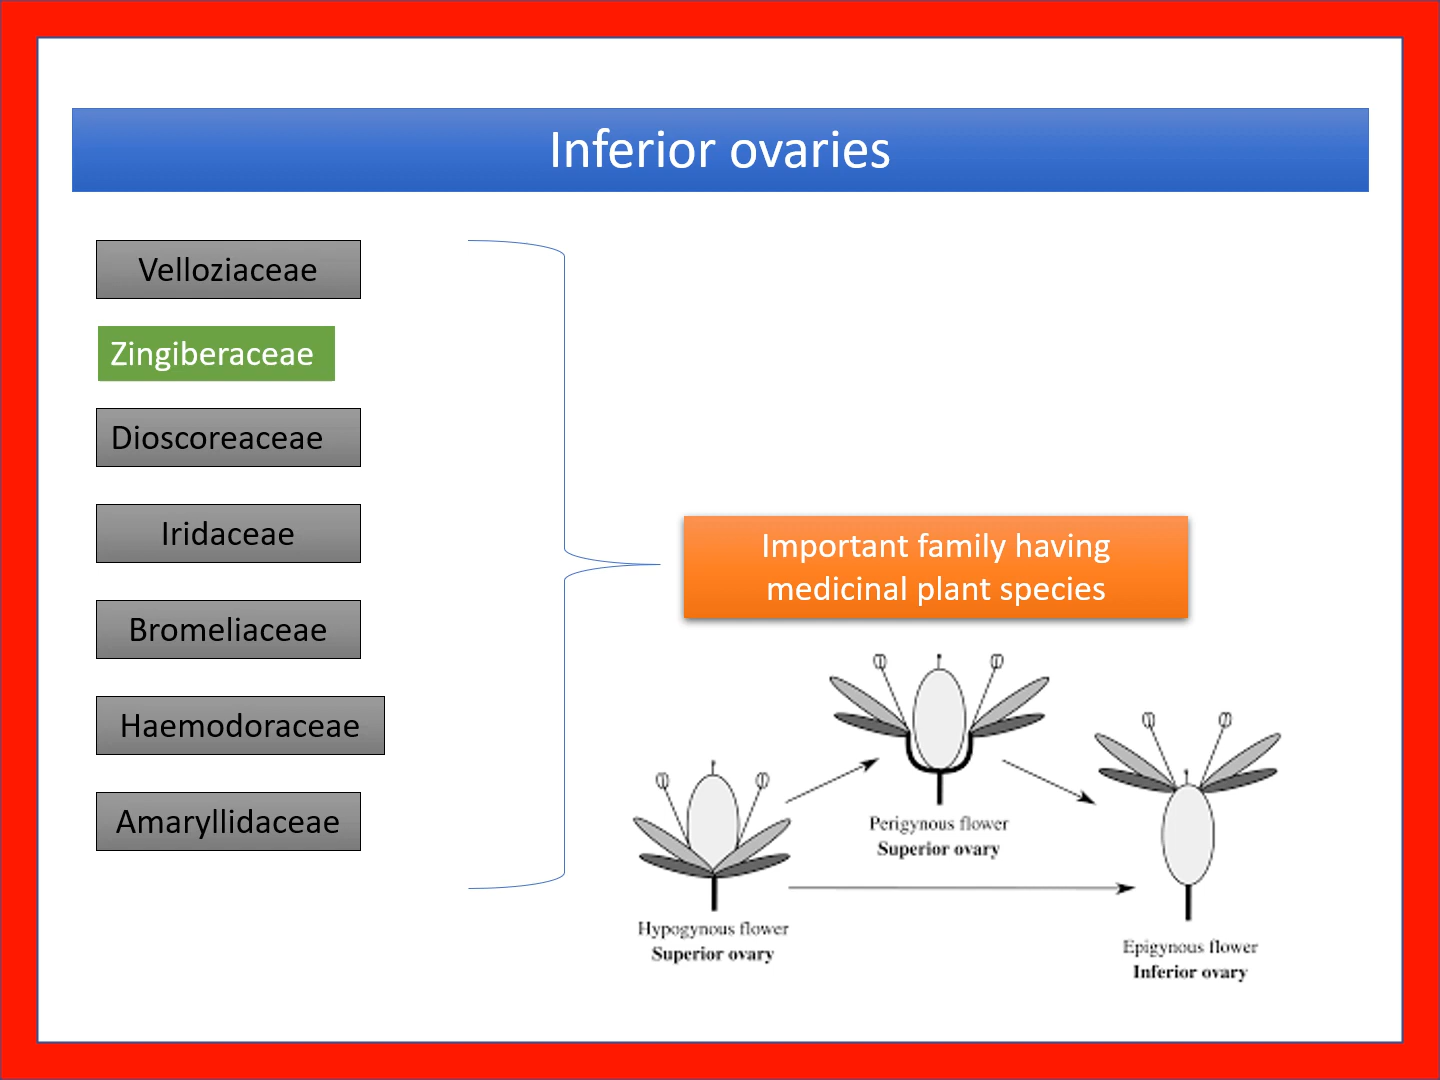 Inferior ovaries
Velloziaceae
Zingiberaceae
Dioscoreaceae
Iridaceae
Bromeliaceae
Haemodoraceae
Amaryllidaceae
Important family having
medicinal plant species
Perigynous flower
Superior ovary
Hypogynous flower
Superior ovary
Epigynous flower
Inferior ovary